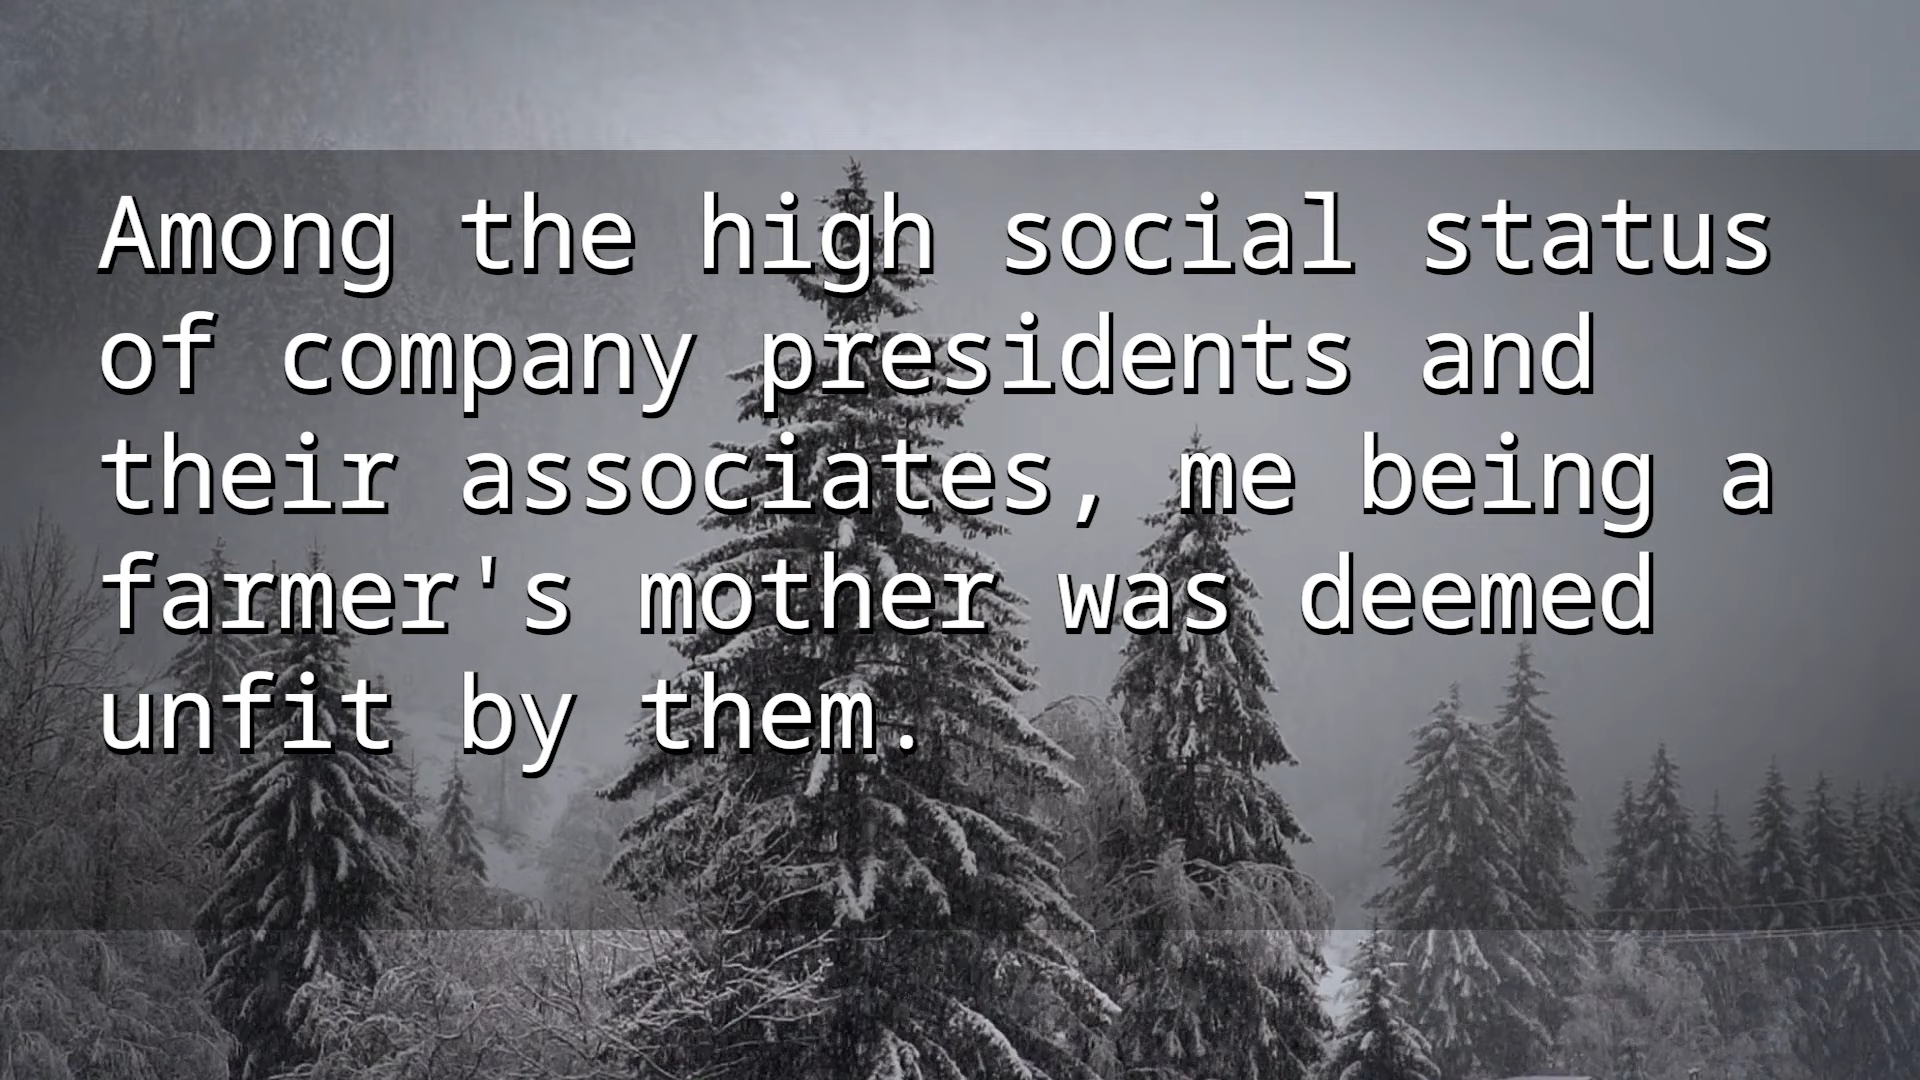 Among the high social status
of company presidents and
their associates, me being a
farmer's mother was deemed
unfit by them.